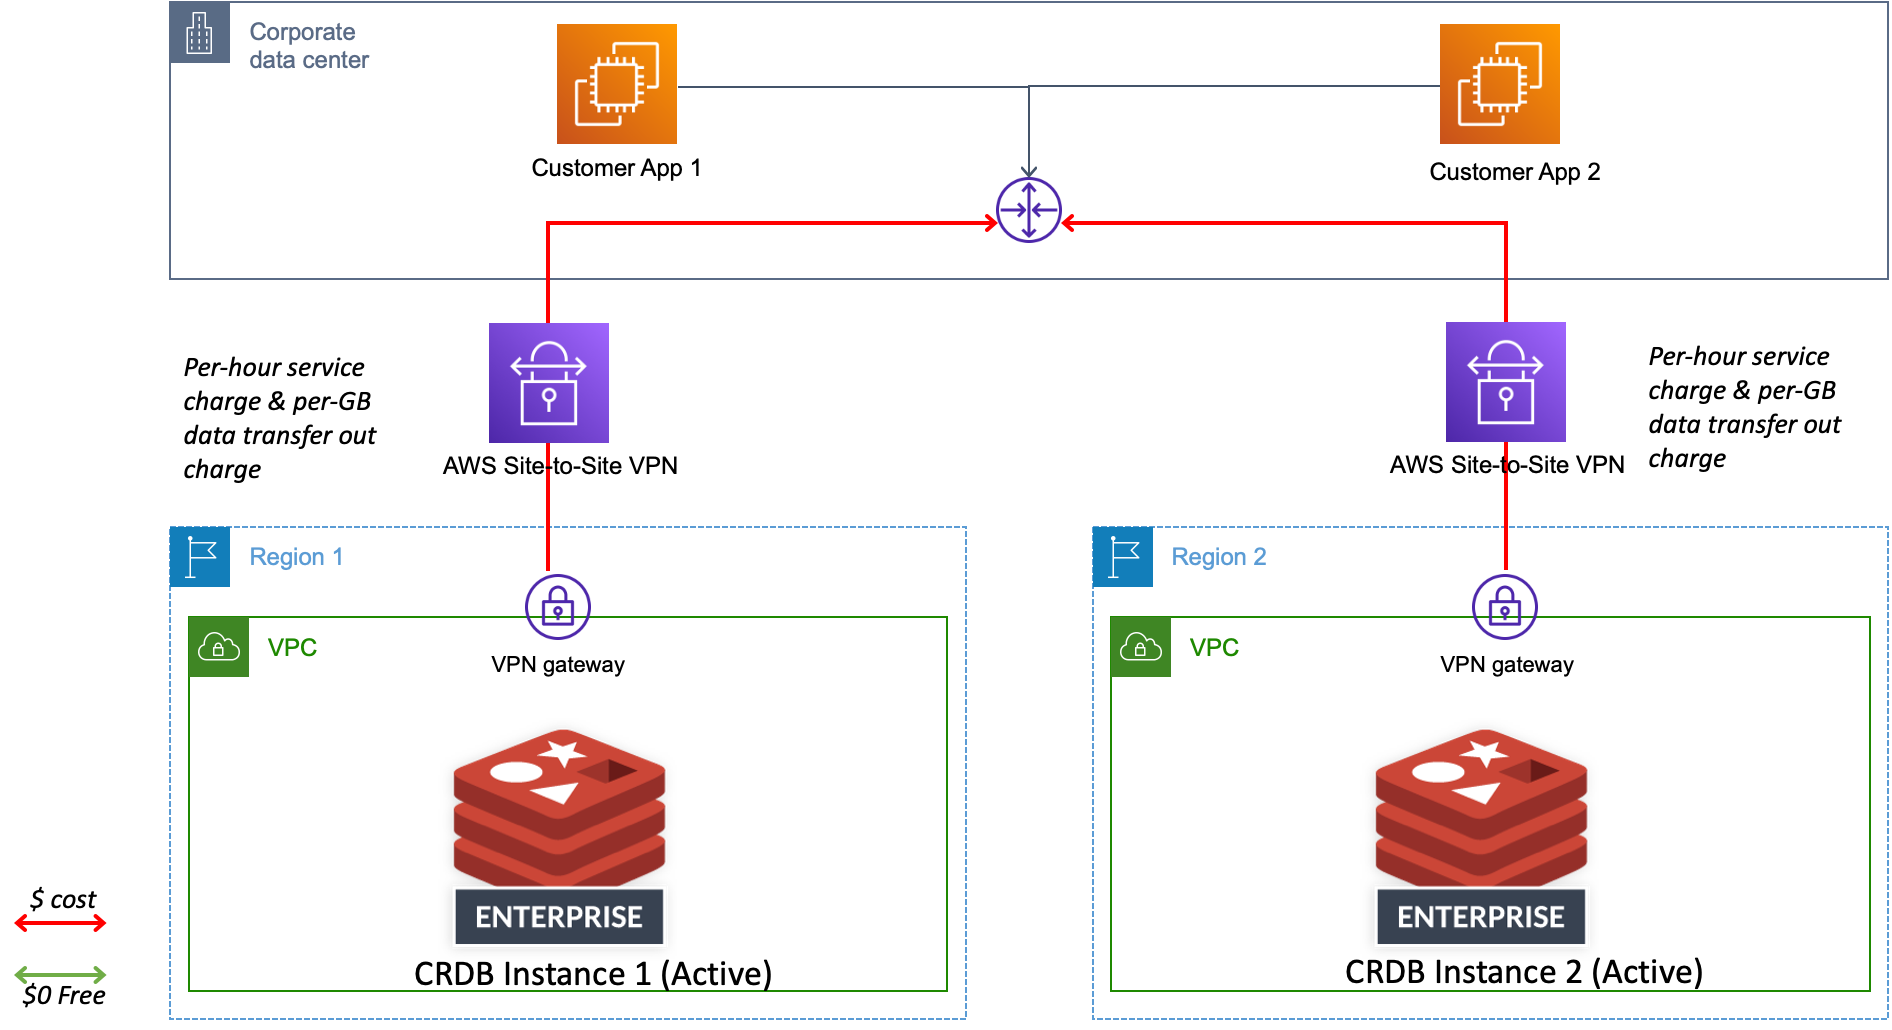 Corporate
data center
Customer App 1
Customer App 2
Per-hour service
charge & per-GB
data transfer out
charge
AWS Site-to-Site VPN
Per-hour service
charge & per-GB
data transfer out
charge
AWS Site-to-Site VPN
Region 1
VPC
VPN gateway
ENTERPRISE
CRDB Instance 1 (Active)
Region 2
VPC
VPN gateway
ENTERPRISE
CRDB Instance 2 (Active)
$ cost
$0 Free